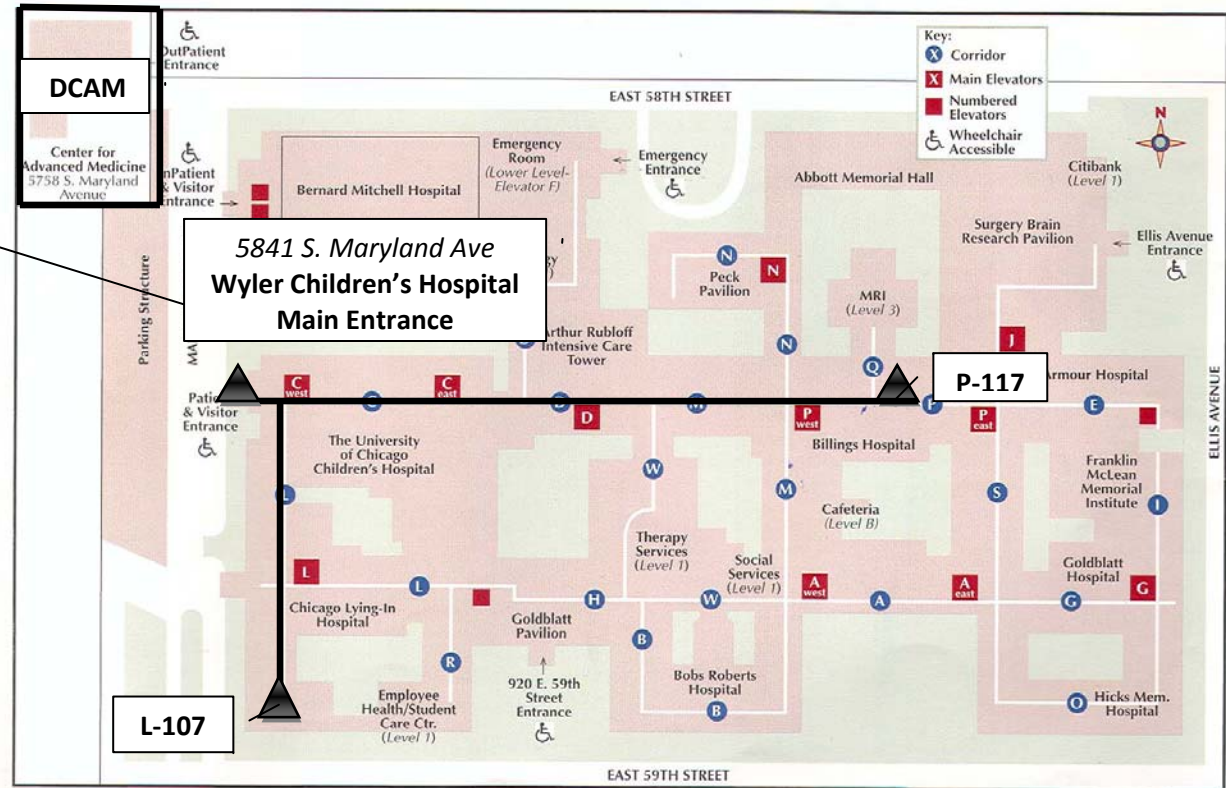 DCAM
Center for
Advanced Medicine
5758 S. Maryland
Avenue
OutPatient
Entrance
InPatient
& Visitor
Entrance
Parking Structure
EAST 58TH STREET
Key:
X Corridor
X Main Elevators
Numbered
Elevators
Wheelchair
Accessible
N
Bernard Mitchell Hospital
Emergency
Room
(Lower Level-
Elevator F)
Emergency
Entrance
Abbott Memorial Hall
Citibank
(Level 1)
Surgery Brain
Research Pavilion
Ellis Avenue
Entrance
5841 S. Maryland Ave
Wyler Children's Hospital
Main Entrance
N
Peck
Pavilion
N
MRI
(Level 3)
Arthur Rubloff
Intensive Care
Tower
N
Q
J
P-117
Armour Hospital
ELLIS AVENUE
Patient
& Visitor
Entrance
C
west
C
east
D
M
P
west
P
east
E
The University
of Chicago
Children's Hospital
Billings Hospital
Franklin
McLean
Memorial
Institute
L
W
M
Cafeteria
(Level B)
S
I
Therapy
Services
(Level 1)
Social
Services
(Level 1)
Goldblatt
Hospital
L
L
H
W
A
west
A
A
east
G
G
Chicago Lying-In
Hospital
Goldblatt
Pavilion
B
R
Bobs Roberts
Hospital
L-107
Employee
Health/Student
Care Ctr.
(Level 1)
920 E. 59th
Street
Entrance
B
O
Hicks Mem.
Hospital
EAST 59TH STREET